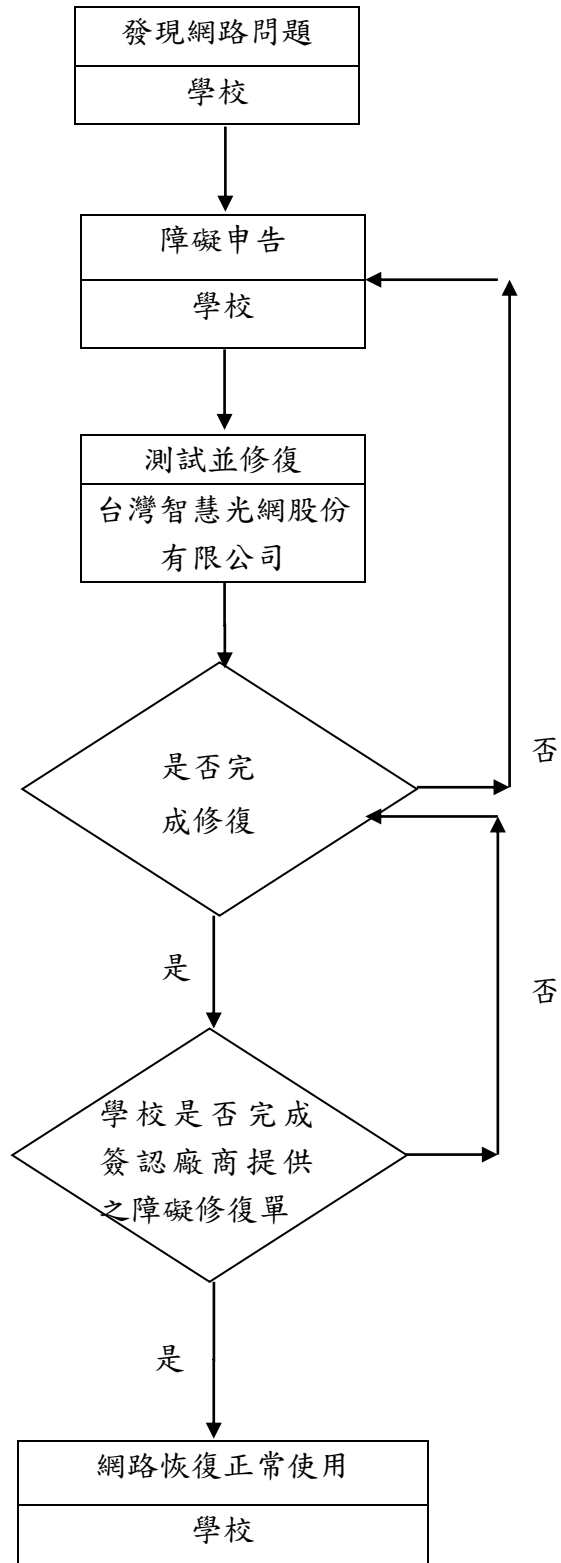 發現網路問題
學校
障礙申告
學校
測試並修復
台灣智慧光網股份
有限公司
是否完
成修復
否
是
否
學校是否完成
簽認廠商提供
之障礙修復單
是
網路恢復正常使用
學校